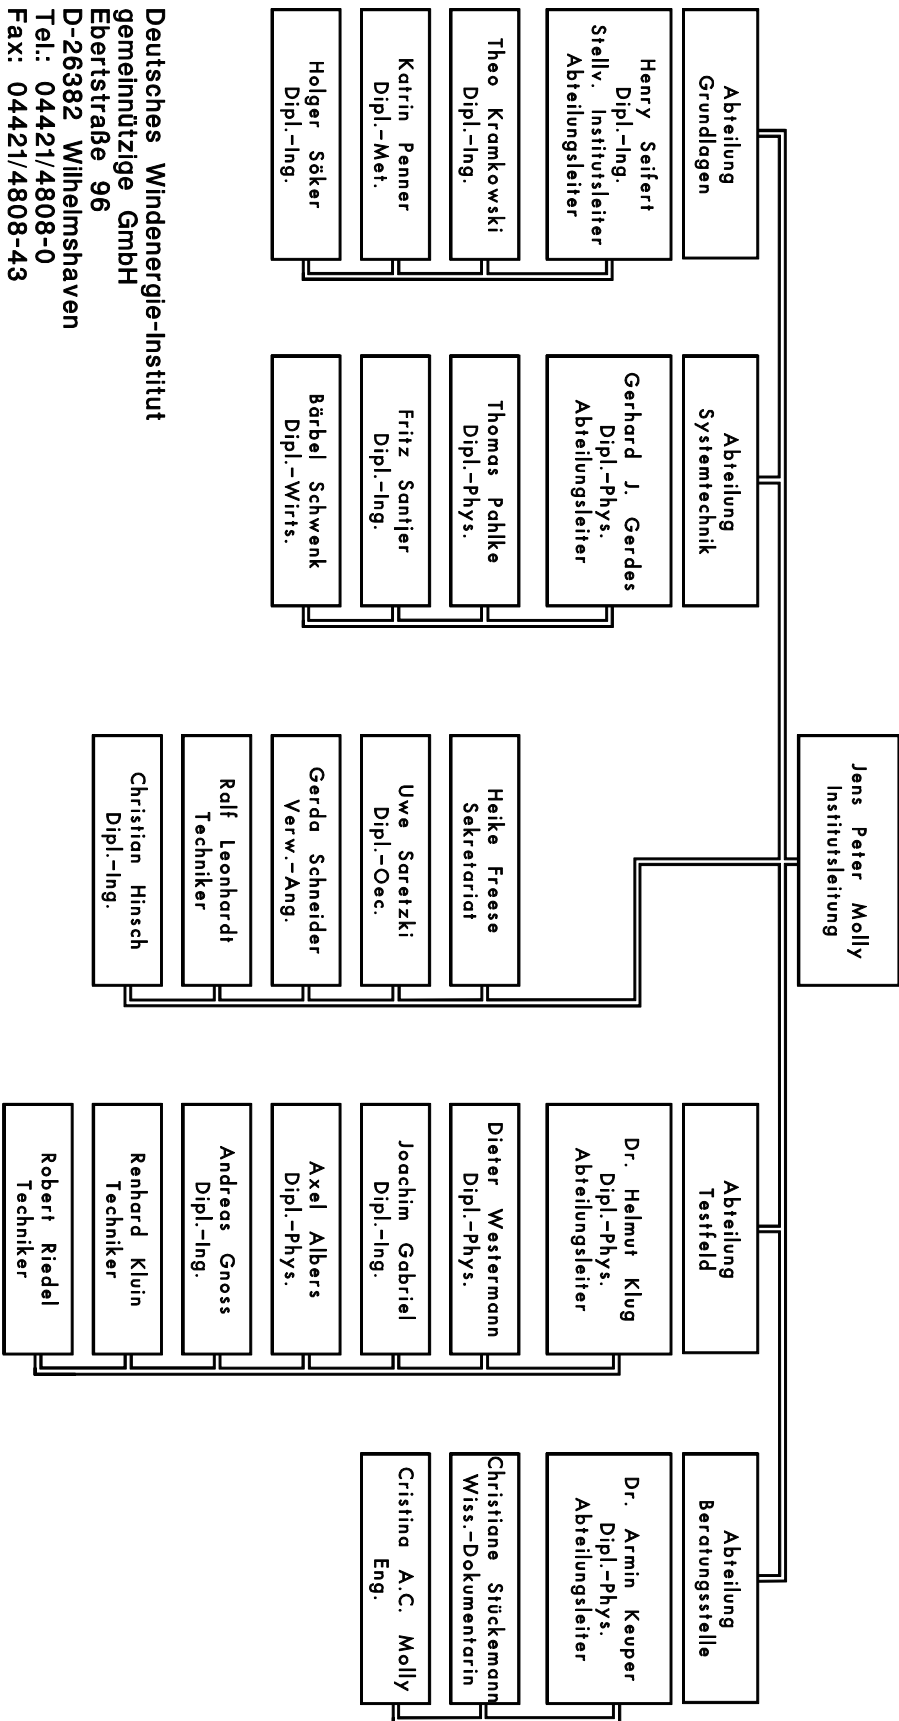 Jens Peter Molly
Institutsleitung
Abteilung
Grundlagen
Henry Seifert
Dipl.-Ing.
Stellv. Institutsleiter
Abteilungsleiter
Theo Kramkowski
Dipl.-Ing.
Katrin Penner
Dipl.-Met.
Holger Söker
Dipl.-Ing.
Abteilung
Systemtechnik
Gerhard J. Gerdes
Dipl.-Phys.
Abteilungsleiter
Thomas Pahlke
Dipl.-Phys.
Fritz Santjer
Dipl.-Ing.
Bärbel Schwenk
Dipl.-Wirts.
Heike Freese
Sekretariat
Uwe Saretzki
Dipl.-Oec.
Gerda Schneider
Verw.-Ang.
Ralf Leonhardt
Techniker
Christian Hinsch
Dipl.-Ing.
Abteilung
Testfeld
Dr. Helmut Klug
Dipl.-Phys.
Abteilungsleiter
Dieter Westermann
Dipl.-Phys.
Joachim Gabriel
Dipl.-Ing.
Axel Albers
Dipl.-Phys.
Andreas Gnoss
Dipl.-Ing.
Renhard Kluin
Techniker
Robert Riedel
Techniker
Abteilung
Beratungsstelle
Dr. Armin Keuper
Dipl.-Phys.
Abteilungsleiter
Christiane Stückemann
Wiss.-Dokumentarin
Cristina A.C. Molly
Eng.
Deutsches Windenergie-Institut
gemeinnützige GmbH
Ebertstraße 96
D-26382 Wilhelmshaven
Tel.: 04421/4808-0
Fax: 04421/4808-43